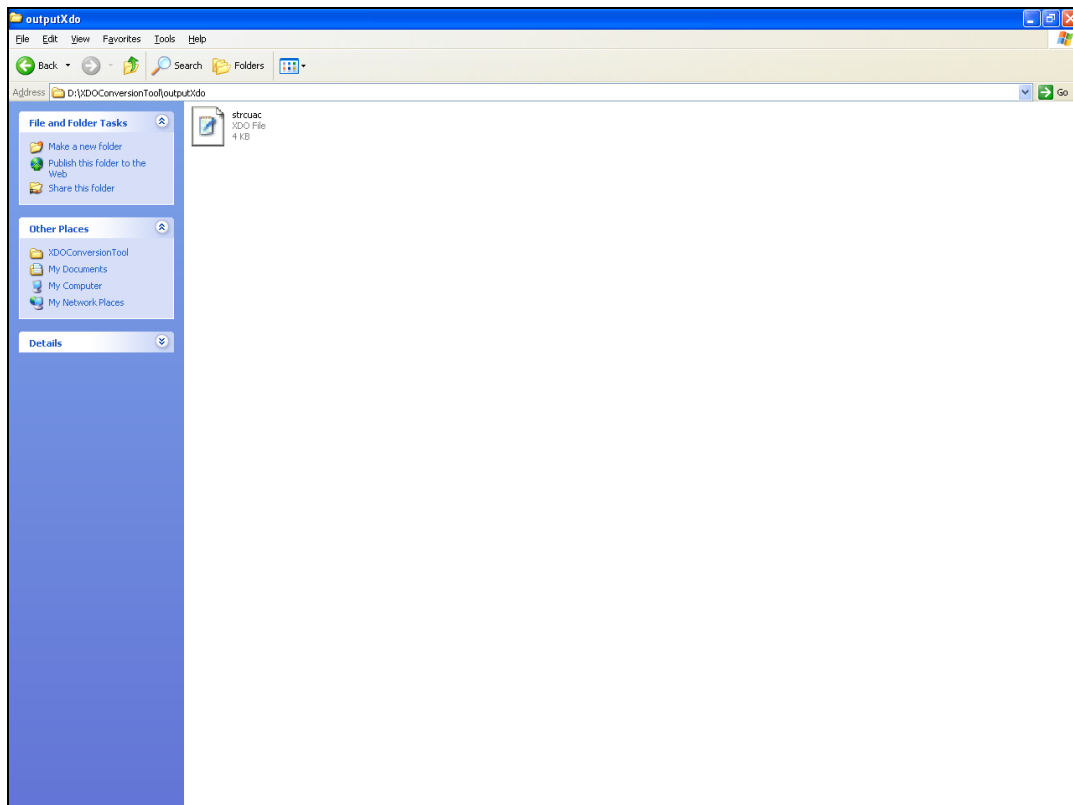 outputXdo
File Edit View Favorites Tools Help
Back Search Folders
Address D:\XDOConversionTool\outputXdo Go
File and Folder Tasks
Make a new folder
Publish this folder to the
Web
Share this folder
Other Places
XDOConversionTool
My Documents
My Computer
My Network Places
Details
strcuac
XDO File
4 KB